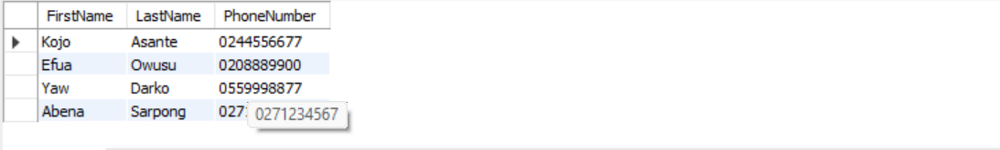 FirstName LastName PhoneNumber
Kojo Asante 0244556677
Efua Owusu 0208889900
Yaw Darko 0559998877
Abena Sarpong 027 0271234567